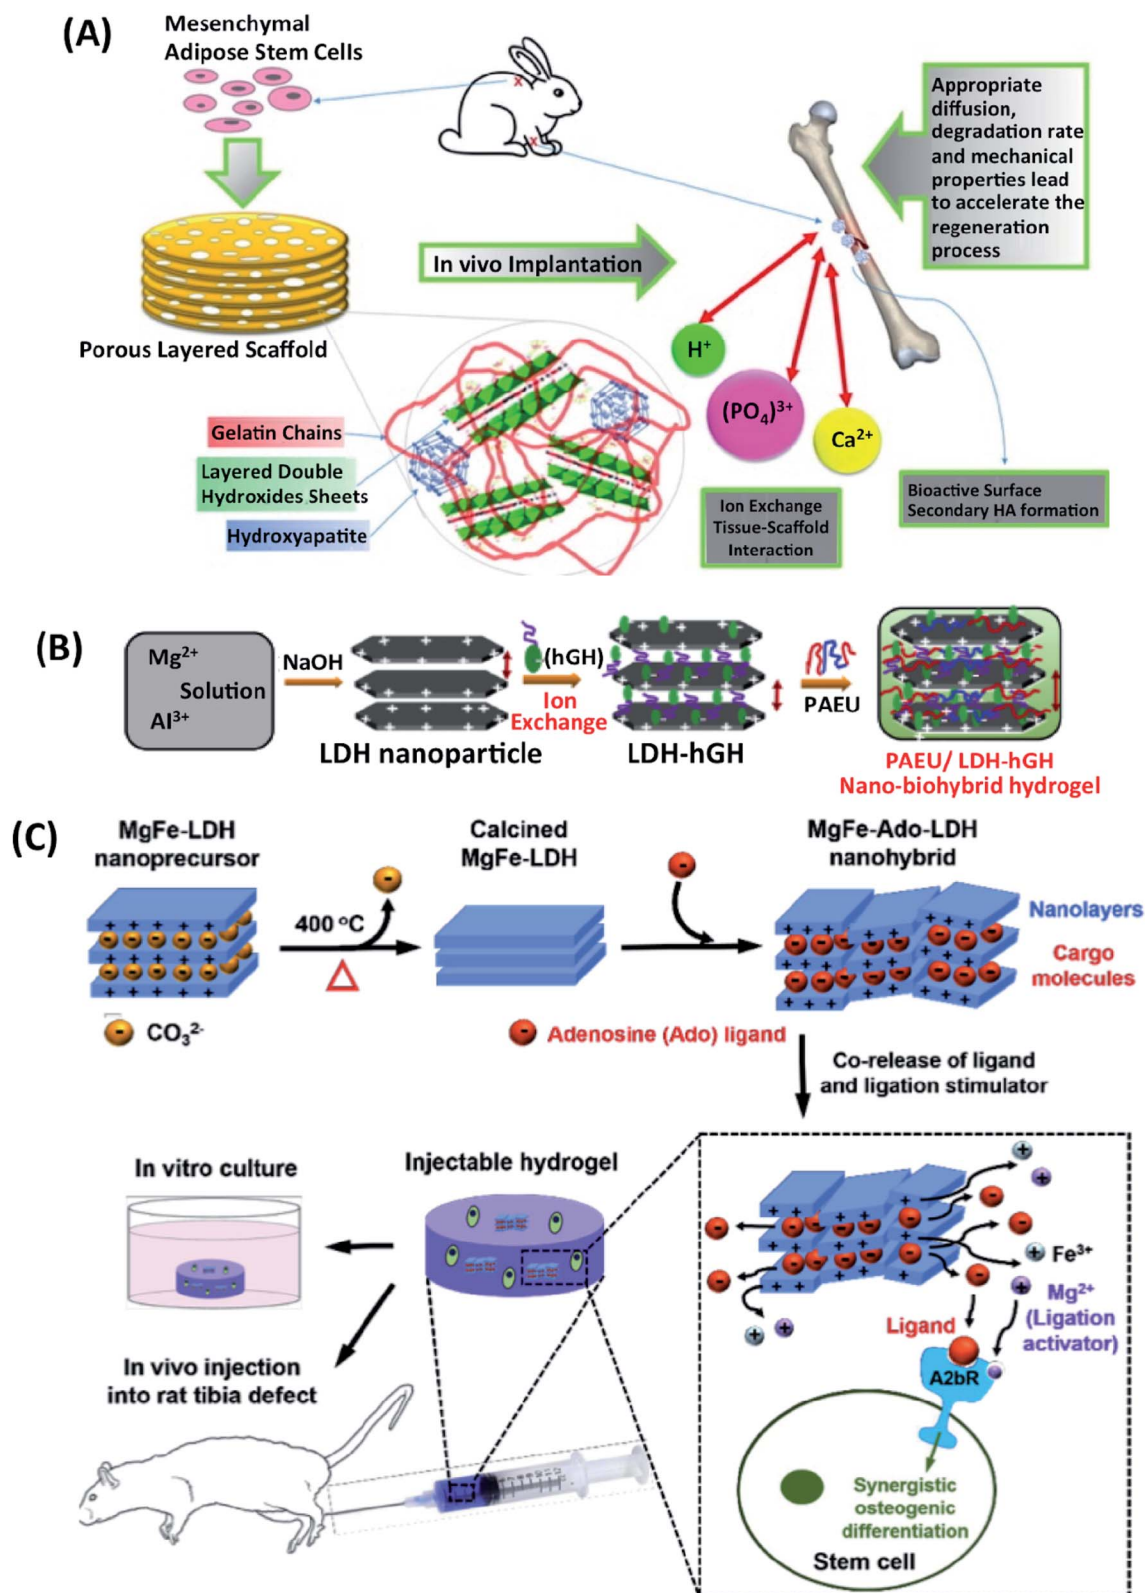 (A)
Mesenchymal
Adipose Stem Cells
Appropriate
diffusion,
degradation rate
and mechanical
properties lead
to accelerate the
regeneration
process
In vivo Implantation
Porous Layered Scaffold
H+
(PO4)3+
Ca2+
Gelatin Chains
Layered Double
Hydroxides Sheets
Hydroxyapatite
Ion Exchange
Tissue-Scaffold
Interaction
Bioactive Surface
Secondary HA formation
(B)
Mg2+
Solution
Al3+
NaOH
(hGH)
Ion
Exchange
PAEU
LDH nanoparticle
LDH-hGH
PAEU/ LDH-hGH
Nano-biohybrid hydrogel
(C)
MgFe-LDH
nanoprecursor
Calcined
MgFe-LDH
MgFe-Ado-LDH
nanohybrid
400 °C
Nanolayers
Cargo
molecules
CO32-
Adenosine (Ado) ligand
Co-release of ligand
and ligation stimulator
In vitro culture
Injectable hydrogel
Fe3+
Mg2+
(Ligation
activator)
Ligand
A2bR
In vivo injection
into rat tibia defect
Synergistic
osteogenic
differentiation
Stem cell